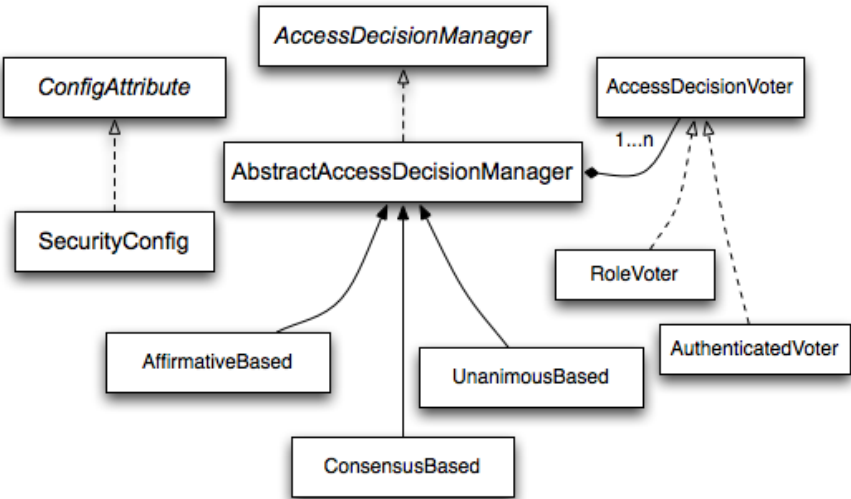 AccessDecisionManager
ConfigAttribute
AccessDecisionVoter
1...n
AbstractAccessDecisionManager
SecurityConfig
RoleVoter
AffirmativeBased
AuthenticatedVoter
UnanimousBased
ConsensusBased